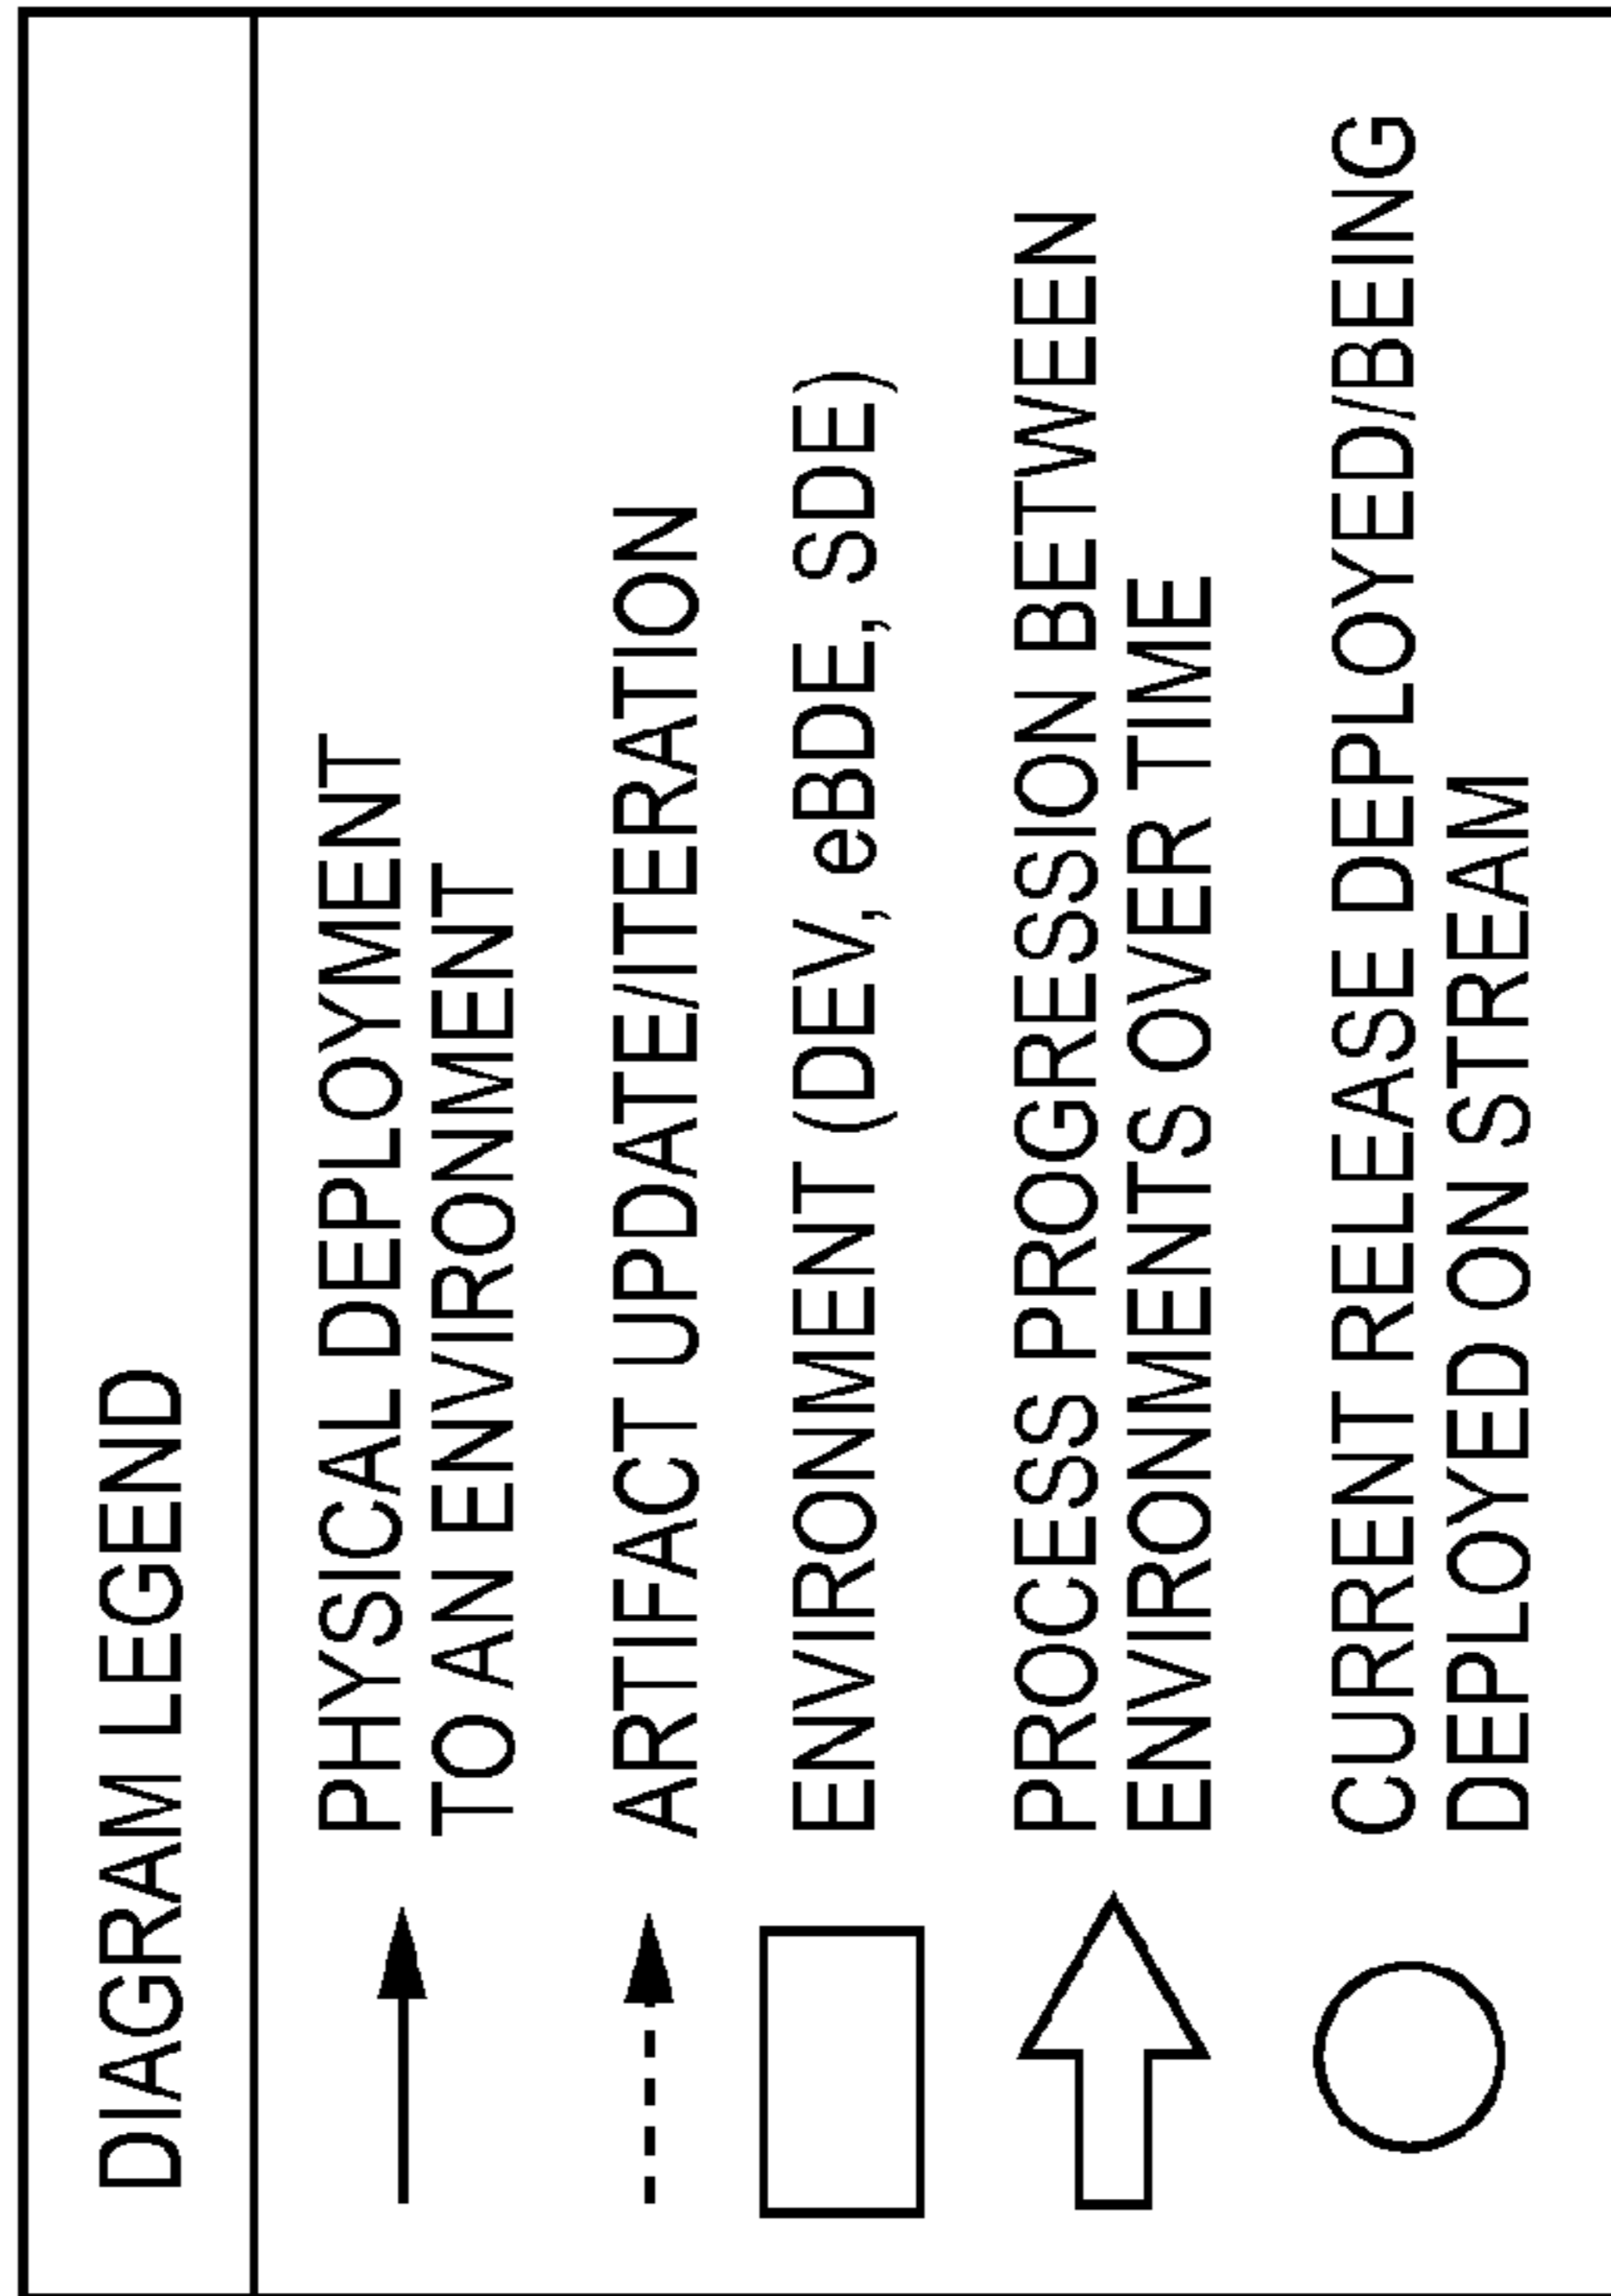 DIAGRAM LEGEND
PHYSICAL DEPLOYMENT
TO AN ENVIRONMENT
ARTIFACT UPDATE/ITERATION
ENVIRONMENT (DEV, eBDE, SDE)
PROCESS PROGRESSION BETWEEN
ENVIRONMENTS OVER TIME
CURRENT RELEASE DEPLOYED/BEING
DEPLOYED ON STREAM